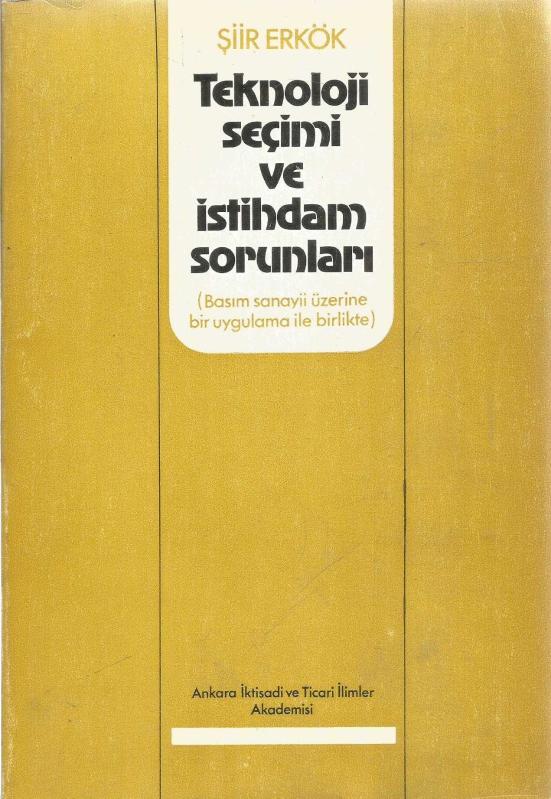 ŞİİR ERKÖK
Teknoloji
seçimi
ve
istihdam
sorunları
(Basım sanayii üzerine
bir uygulama ile birlikte)
Ankara İktisadi ve Ticari İlimler
Akademisi